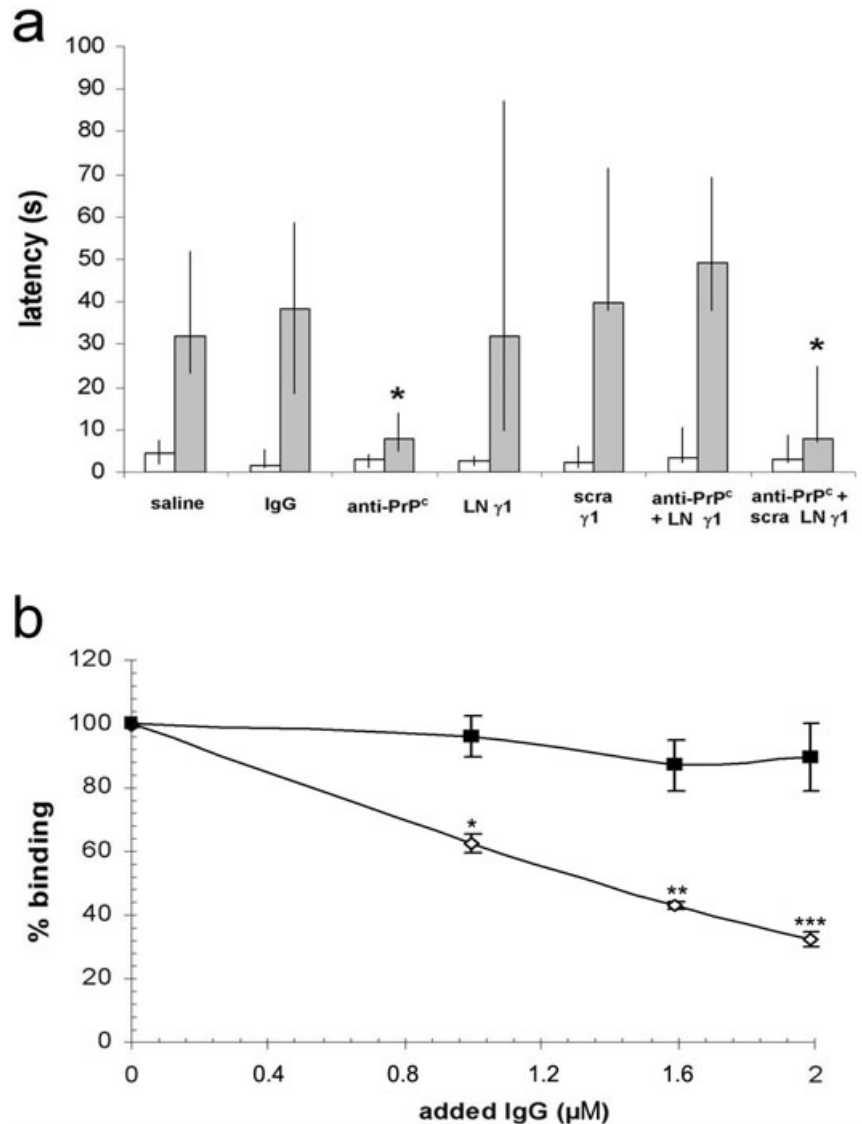 a
100
90
80
70
60
50
40
30
20
10
0
latency (s)
*
*
saline
IgG
anti-PrPᶜ
LN γ1
scra
γ1
anti-PrPᶜ
+ LN γ1
anti-PrPᶜ +
scra LN γ1
b
120
100
80
60
40
20
0
% binding
*
**
***
0
0.4
0.8
1.2
1.6
2
added IgG (µM)